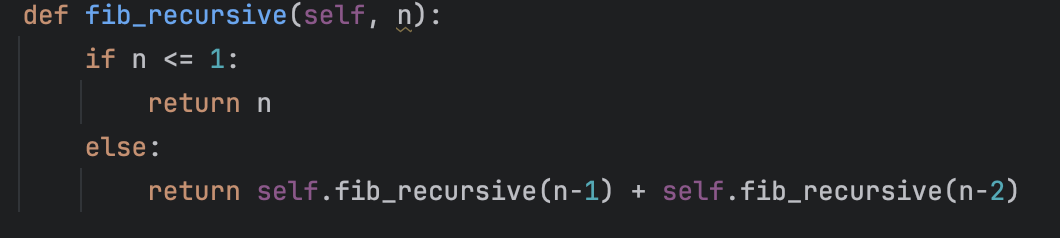 def fib_recursive(self, n):
    if n <= 1:
        return n
    else:
        return self.fib_recursive(n-1) + self.fib_recursive(n-2)